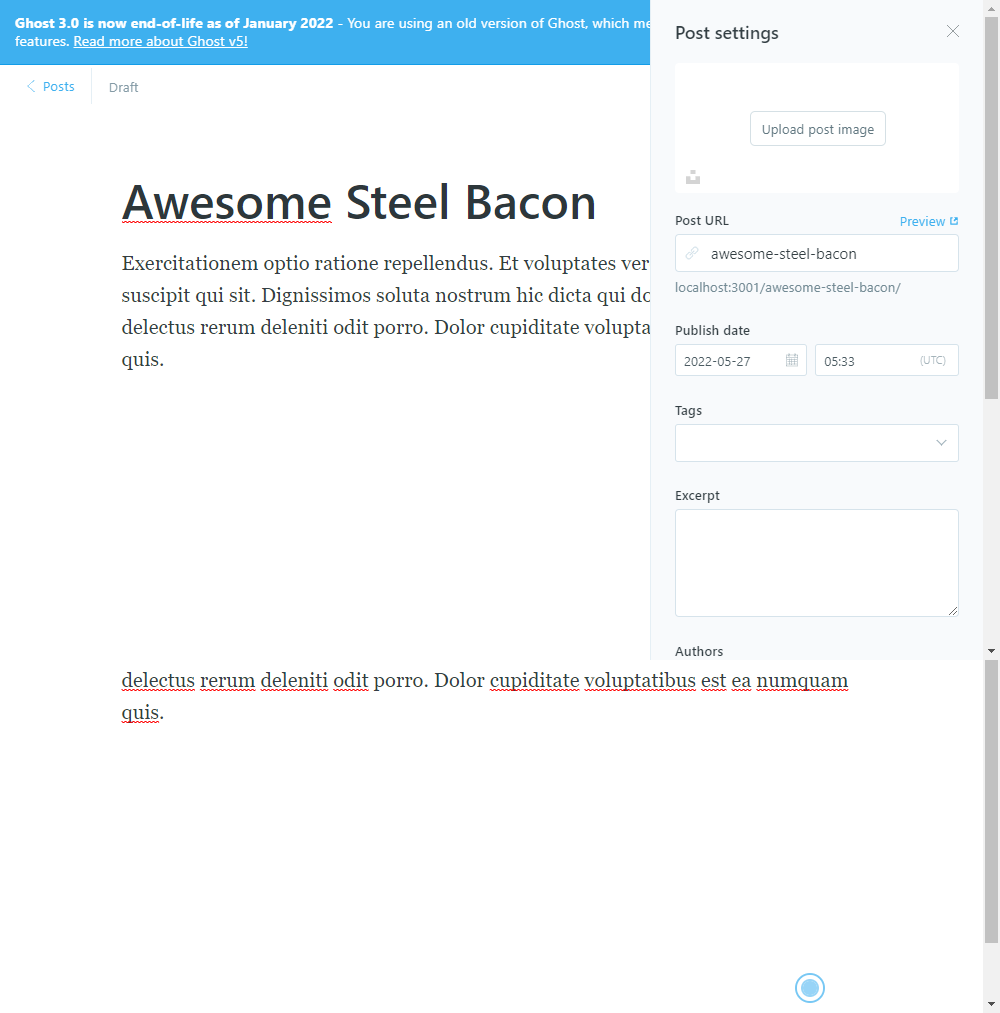 Ghost 3.0 is now end-of-life as of January 2022 - You are using an old version of Ghost, which me
features. Read more about Ghost v5!
Posts
Draft
Awesome Steel Bacon
Exercitationem optio ratione repellendus. Et voluptates ver
suscipit qui sit. Dignissimos soluta nostrum hic dicta qui do
delectus rerum deleniti odit porro. Dolor cupiditate volupta
quis.
Post settings
Upload post image
Post URL
Preview
awesome-steel-bacon
localhost:3001/awesome-steel-bacon/
Publish date
2022-05-27
05:33
(UTC)
Tags
Excerpt
Authors
delectus rerum deleniti odit porro. Dolor cupiditate voluptatibus est ea numquam
quis.